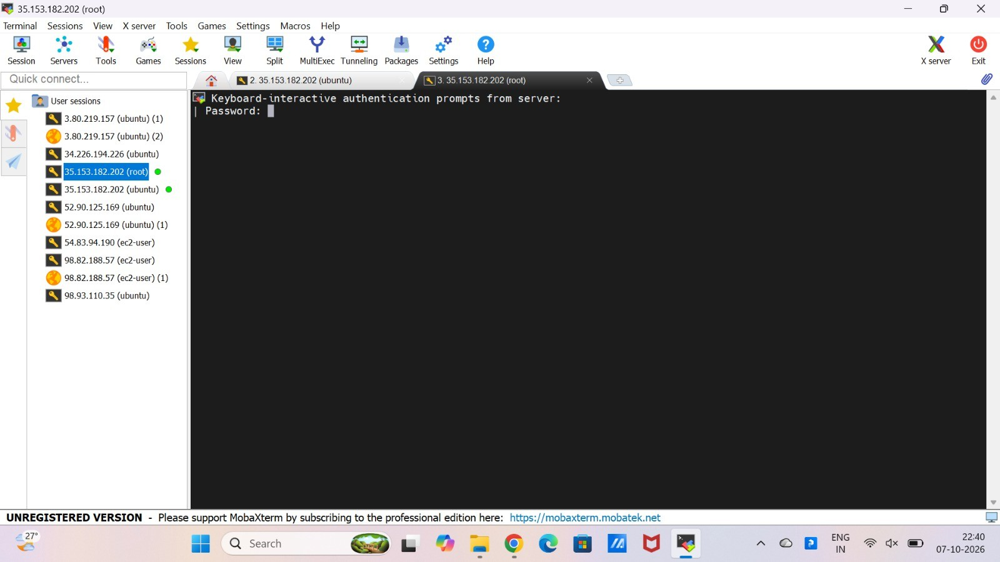 35.153.182.202 (root)
Terminal Sessions View X server Tools Games Settings Macros Help
Session Servers Tools Games Sessions View Split MultiExec Tunneling Packages Settings Help X server Exit
Quick connect...
2. 35.153.182.202 (ubuntu)
3. 35.153.182.202 (root)
User sessions
3.80.219.157 (ubuntu) (1)
3.80.219.157 (ubuntu) (2)
34.226.194.226 (ubuntu)
35.153.182.202 (root)
35.153.182.202 (ubuntu)
52.90.125.169 (ubuntu)
52.90.125.169 (ubuntu) (1)
54.83.94.190 (ec2-user)
98.82.188.57 (ec2-user)
98.82.188.57 (ec2-user) (1)
98.93.110.35 (ubuntu)
Keyboard-interactive authentication prompts from server:
| Password:
UNREGISTERED VERSION - Please support MobaXterm by subscribing to the professional edition here: https://mobaxterm.mobatek.net
27°
Search
ENG
IN
22:40
07-10-2026